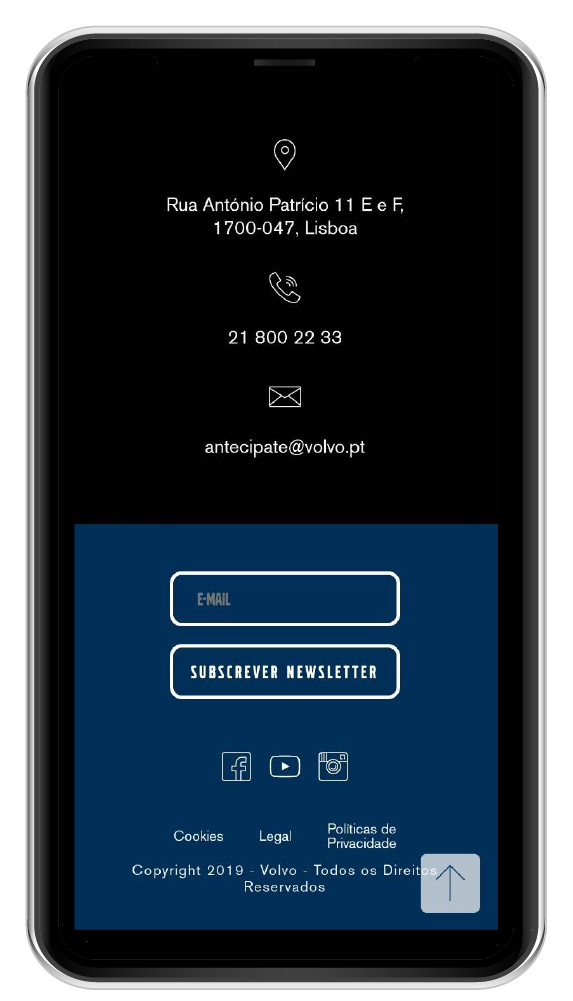 Rua António Patrício 11 E e F,
1700-047, Lisboa
21 800 22 33
antecipate@volvo.pt
E-MAIL
SUBSCREVER NEWSLETTER
Cookies
Legal
Políticas de
Privacidade
Copyright 2019 - Volvo - Todos os Direitos
Reservados